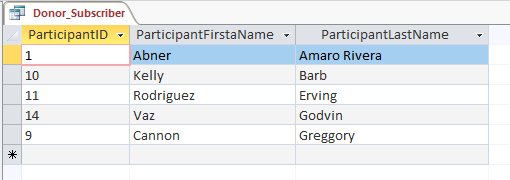 Donor_Subscriber
ParticipantID ParticipantFirstaName ParticipantLastName
1 Abner Amaro Rivera
10 Kelly Barb
11 Rodriguez Erving
14 Vaz Godvin
9 Cannon Greggory